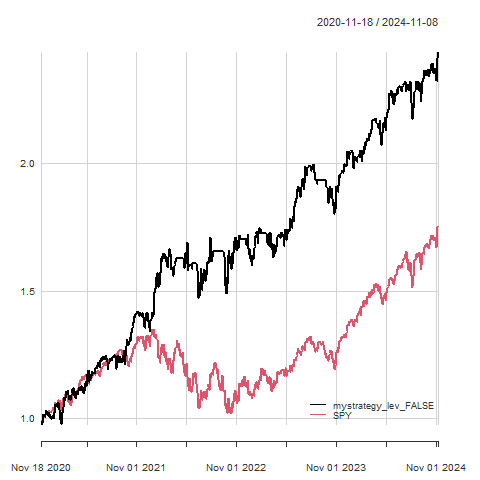 2020-11-18 / 2024-11-08
2.0
1.5
1.0
mystrategy_lev_FALSE
SPY
Nov 18 2020 Nov 01 2021 Nov 01 2022 Nov 01 2023 Nov 01 2024